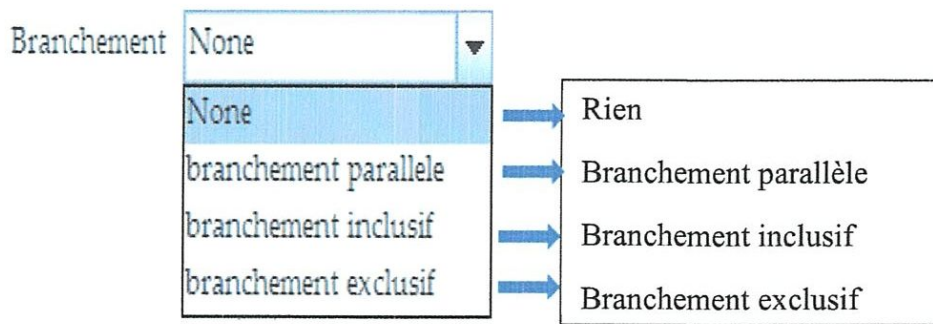 Branchement None
None
Rien
branchement parallele
Branchement parallèle
branchement inclusif
Branchement inclusif
branchement exclusif
Branchement exclusif